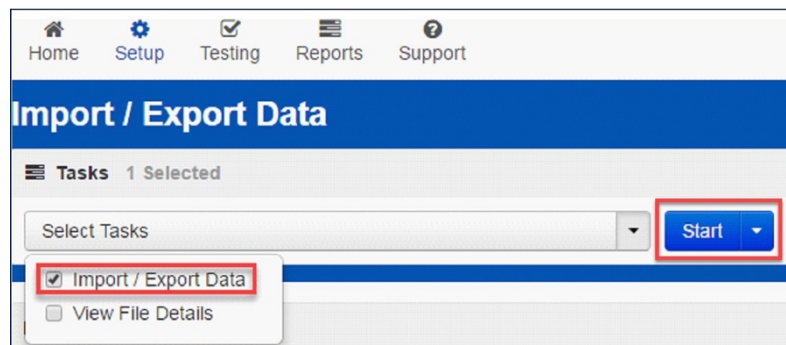 Home Setup Testing Reports Support
Import / Export Data
Tasks 1 Selected
Select Tasks Start
Import / Export Data
View File Details